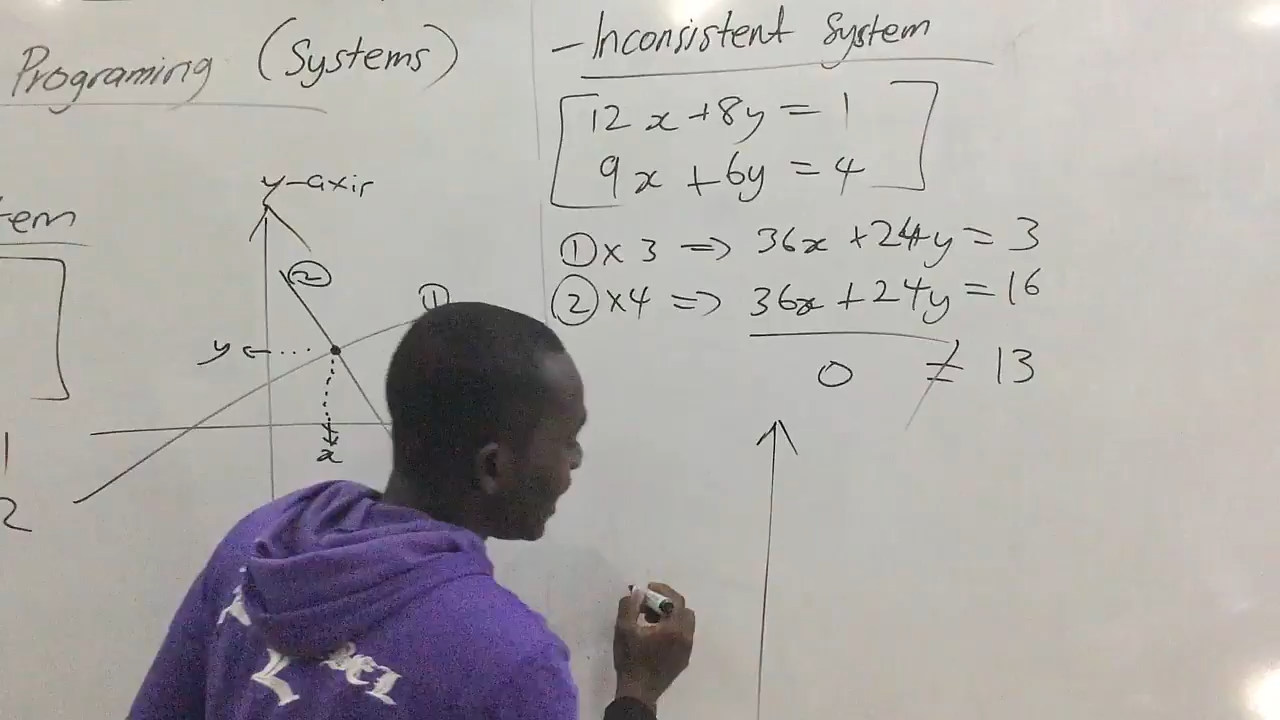 Programing (Systems)
tem
y-axis
②
①
y
x
1
2
- Inconsistent System
12x + 8y = 1
9x + 6y = 4
① x 3 ⇒ 36x + 24y = 3
② x 4 ⇒ 36x + 24y = 16
0 ≠ 13